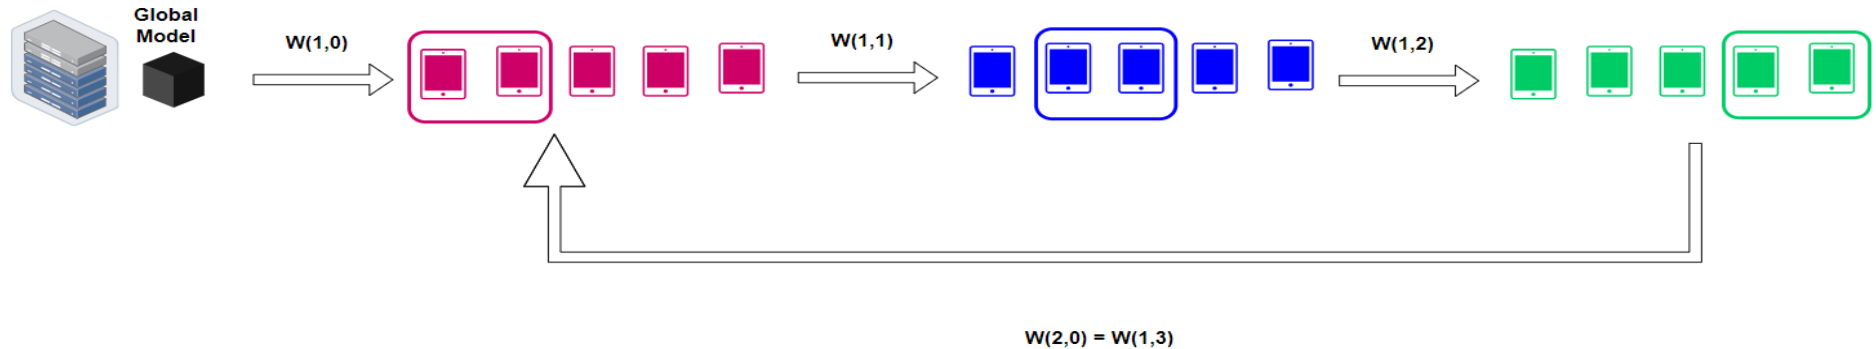 Global
Model
W(1,0)
W(1,1)
W(1,2)
W(2,0) = W(1,3)